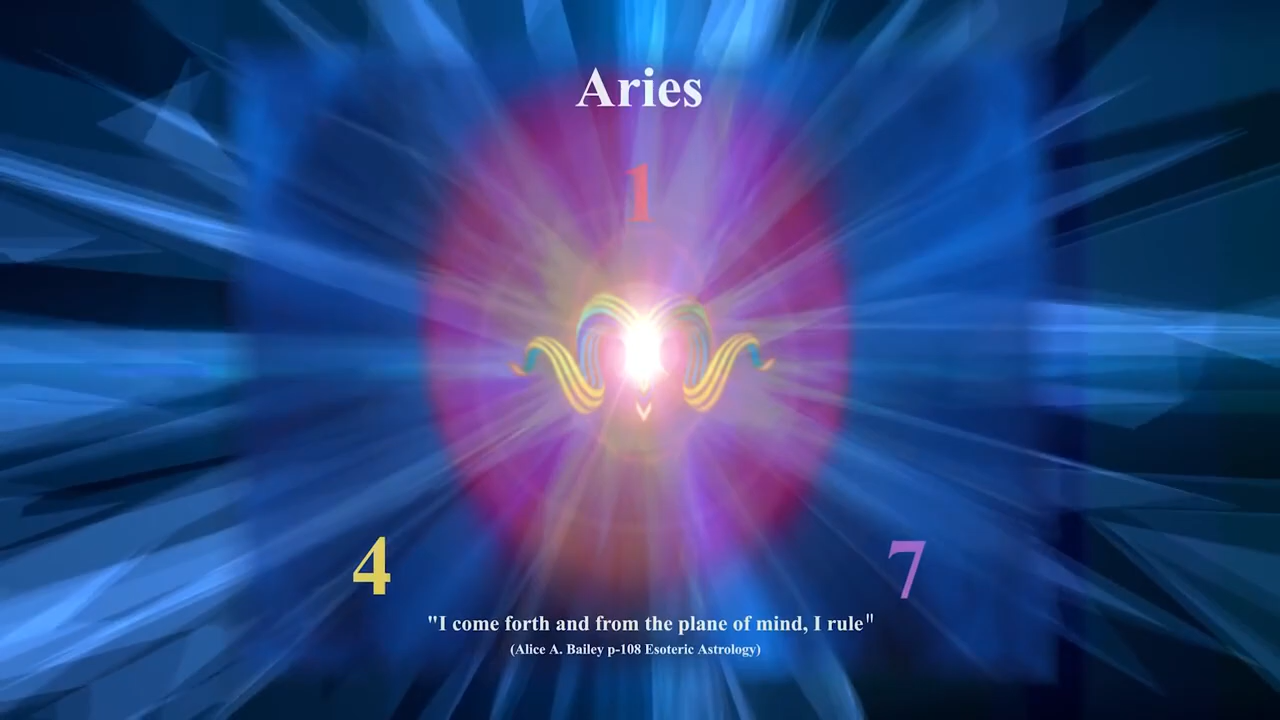 Aries
1
4 7
"I come forth and from the plane of mind, I rule"
(Alice A. Bailey p-108 Esoteric Astrology)